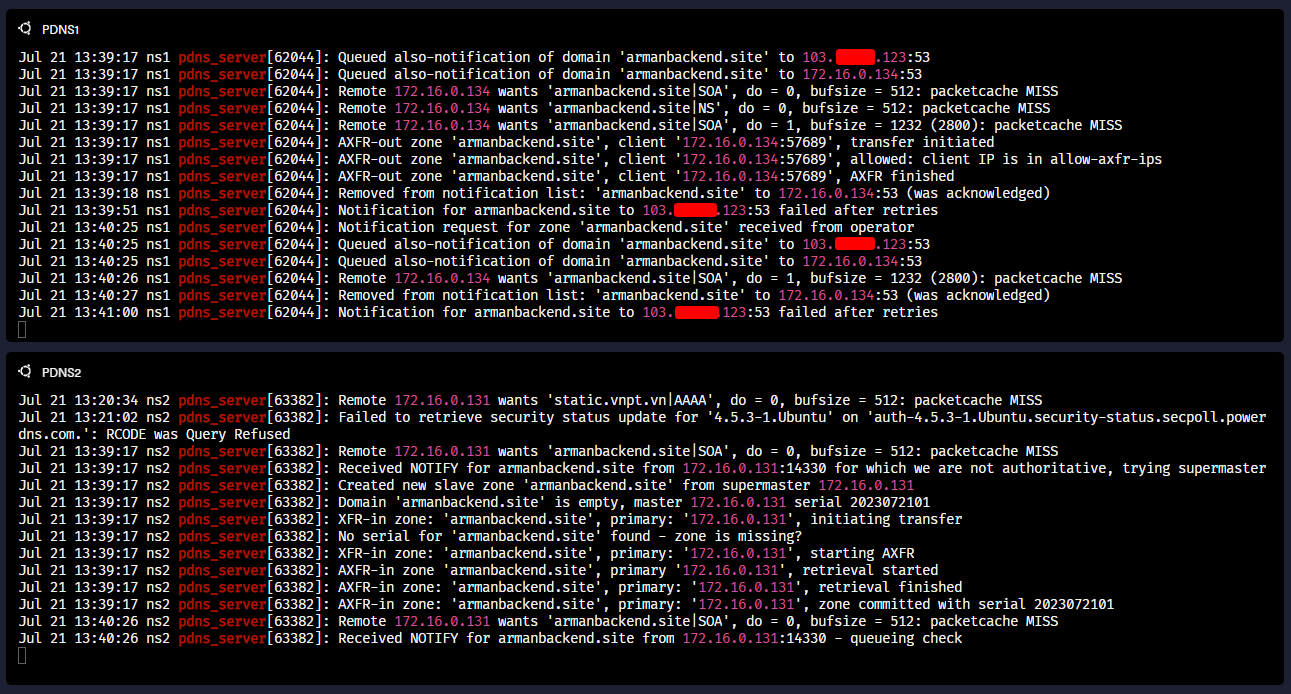 PDNS1
Jul 21 13:39:17 ns1 pdns_server[62044]: Queued also-notification of domain 'armanbackend.site' to 103. .123:53
Jul 21 13:39:17 ns1 pdns_server[62044]: Queued also-notification of domain 'armanbackend.site' to 172.16.0.134:53
Jul 21 13:39:17 ns1 pdns_server[62044]: Remote 172.16.0.134 wants 'armanbackend.site|SOA', do = 0, bufsize = 512: packetcache MISS
Jul 21 13:39:17 ns1 pdns_server[62044]: Remote 172.16.0.134 wants 'armanbackend.site|NS', do = 0, bufsize = 512: packetcache MISS
Jul 21 13:39:17 ns1 pdns_server[62044]: Remote 172.16.0.134 wants 'armanbackend.site|SOA', do = 1, bufsize = 1232 (2800): packetcache MISS
Jul 21 13:39:17 ns1 pdns_server[62044]: AXFR-out zone 'armanbackend.site', client '172.16.0.134:57689', transfer initiated
Jul 21 13:39:17 ns1 pdns_server[62044]: AXFR-out zone 'armanbackend.site', client '172.16.0.134:57689', allowed: client IP is in allow-axfr-ips
Jul 21 13:39:17 ns1 pdns_server[62044]: AXFR-out zone 'armanbackend.site', client '172.16.0.134:57689', AXFR finished
Jul 21 13:39:18 ns1 pdns_server[62044]: Removed from notification list: 'armanbackend.site' to 172.16.0.134:53 (was acknowledged)
Jul 21 13:39:51 ns1 pdns_server[62044]: Notification for armanbackend.site to 103. .123:53 failed after retries
Jul 21 13:40:25 ns1 pdns_server[62044]: Notification request for zone 'armanbackend.site' received from operator
Jul 21 13:40:25 ns1 pdns_server[62044]: Queued also-notification of domain 'armanbackend.site' to 103. .123:53
Jul 21 13:40:25 ns1 pdns_server[62044]: Queued also-notification of domain 'armanbackend.site' to 172.16.0.134:53
Jul 21 13:40:26 ns1 pdns_server[62044]: Remote 172.16.0.134 wants 'armanbackend.site|SOA', do = 1, bufsize = 1232 (2800): packetcache MISS
Jul 21 13:40:27 ns1 pdns_server[62044]: Removed from notification list: 'armanbackend.site' to 172.16.0.134:53 (was acknowledged)
Jul 21 13:41:00 ns1 pdns_server[62044]: Notification for armanbackend.site to 103. .123:53 failed after retries
PDNS2
Jul 21 13:20:34 ns2 pdns_server[63382]: Remote 172.16.0.131 wants 'static.vnpt.vn|AAAA', do = 0, bufsize = 512: packetcache MISS
Jul 21 13:21:02 ns2 pdns_server[63382]: Failed to retrieve security status update for '4.5.3-1.Ubuntu' on 'auth-4.5.3-1.Ubuntu.security-status.secpoll.power
dns.com.': RCODE was Query Refused
Jul 21 13:39:17 ns2 pdns_server[63382]: Remote 172.16.0.131 wants 'armanbackend.site|SOA', do = 0, bufsize = 512: packetcache MISS
Jul 21 13:39:17 ns2 pdns_server[63382]: Received NOTIFY for armanbackend.site from 172.16.0.131:14330 for which we are not authoritative, trying supermaster
Jul 21 13:39:17 ns2 pdns_server[63382]: Created new slave zone 'armanbackend.site' from supermaster 172.16.0.131
Jul 21 13:39:17 ns2 pdns_server[63382]: Domain 'armanbackend.site' is empty, master 172.16.0.131 serial 2023072101
Jul 21 13:39:17 ns2 pdns_server[63382]: XFR-in zone: 'armanbackend.site', primary: '172.16.0.131', initiating transfer
Jul 21 13:39:17 ns2 pdns_server[63382]: No serial for 'armanbackend.site' found - zone is missing?
Jul 21 13:39:17 ns2 pdns_server[63382]: XFR-in zone: 'armanbackend.site', primary: '172.16.0.131', starting AXFR
Jul 21 13:39:17 ns2 pdns_server[63382]: AXFR-in zone 'armanbackend.site', primary '172.16.0.131', retrieval started
Jul 21 13:39:17 ns2 pdns_server[63382]: AXFR-in zone: 'armanbackend.site', primary: '172.16.0.131', retrieval finished
Jul 21 13:39:17 ns2 pdns_server[63382]: AXFR-in zone: 'armanbackend.site', primary: '172.16.0.131', zone committed with serial 2023072101
Jul 21 13:40:26 ns2 pdns_server[63382]: Remote 172.16.0.131 wants 'armanbackend.site|SOA', do = 0, bufsize = 512: packetcache MISS
Jul 21 13:40:26 ns2 pdns_server[63382]: Received NOTIFY for armanbackend.site from 172.16.0.131:14330 - queueing check